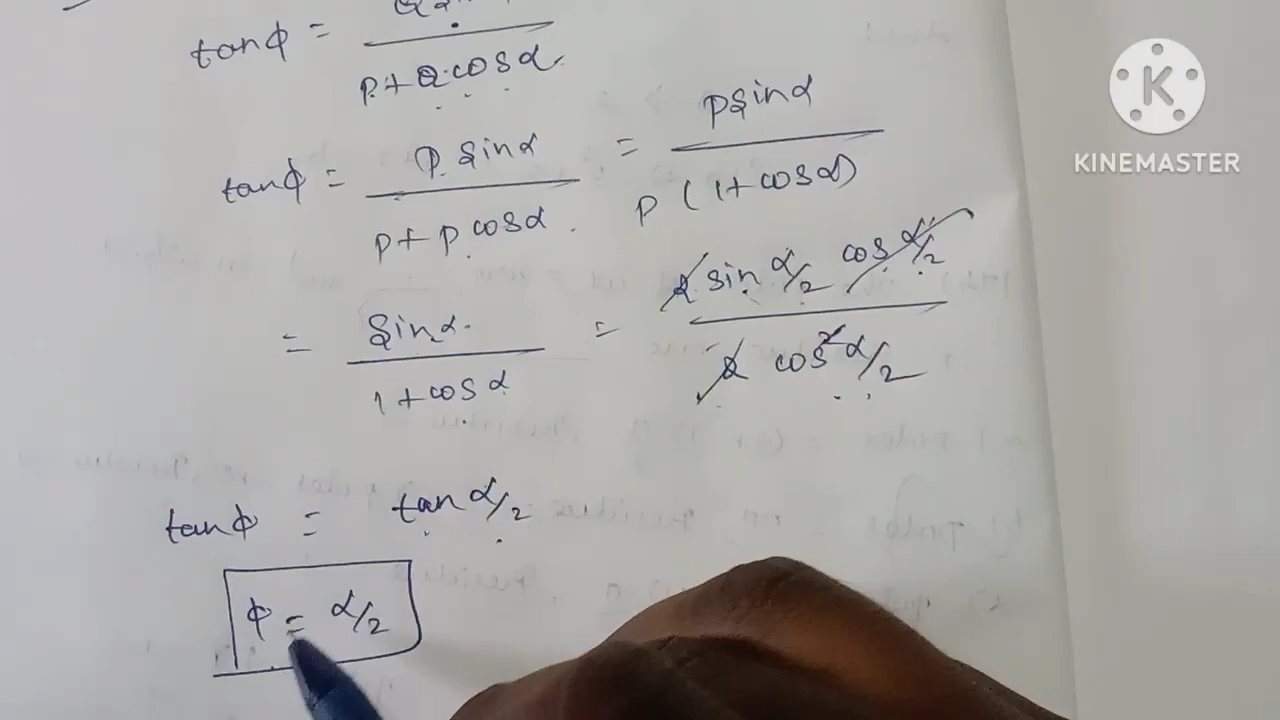 tanϕ =
P + Q cosα
tanϕ = P sinα / P + P cosα = P sinα / P (1 + cosα)
= sinα / 1 + cosα = 2 sin α/2 cos α/2 / 2 cos² α/2
tanϕ = tan α/2
ϕ = α/2
K
KINEMASTER